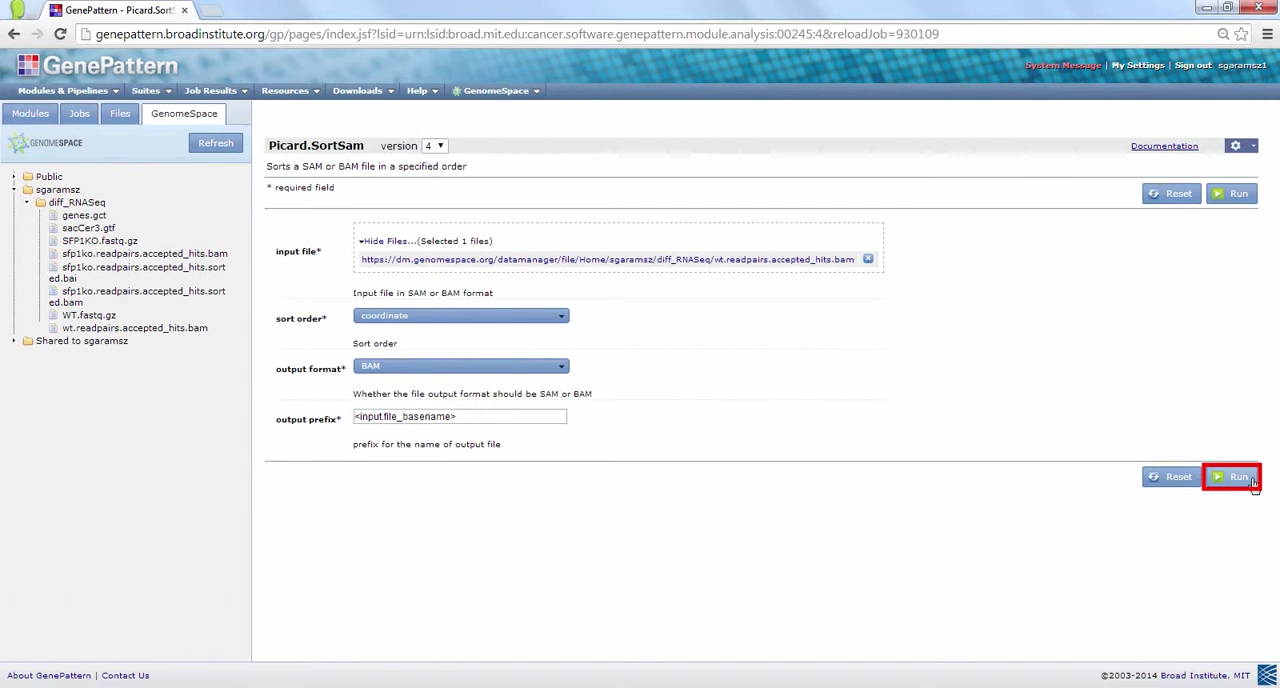 GenePattern - Picard.SortS
genepattern.broadinstitute.org/gp/pages/index.jsf?lsid=urn:lsid:broad.mit.edu:cancer.software.genepattern.module.analysis:00245:4&reloadJob=930109
GenePattern
System Message | My Settings | Sign out sgaramsz1
Modules & Pipelines Suites Job Results Resources Downloads Help GenomeSpace
Modules Jobs Files GenomeSpace
GENOMESPACE Refresh
Public
sgaramsz
diff_RNASeq
genes.gct
sacCer3.gtf
SFP1KO.fastq.gz
sfp1ko.readpairs.accepted_hits.bam
sfp1ko.readpairs.accepted_hits.sort
ed.bai
sfp1ko.readpairs.accepted_hits.sort
ed.bam
WT.fastq.gz
wt.readpairs.accepted_hits.bam
Shared to sgaramsz
Picard.SortSam version 4 Documentation
Sorts a SAM or BAM file in a specified order
* required field
Reset Run
input file*
Hide Files...(Selected 1 files)
https://dm.genomespace.org/datamanager/file/Home/sgaramsz/diff_RNASeq/wt.readpairs.accepted_hits.bam
Input file in SAM or BAM format
sort order* coordinate
Sort order
output format* BAM
Whether the file output format should be SAM or BAM
output prefix* <input.file_basename>
prefix for the name of output file
Reset Run
About GenePattern | Contact Us ©2003-2014 Broad Institute, MIT